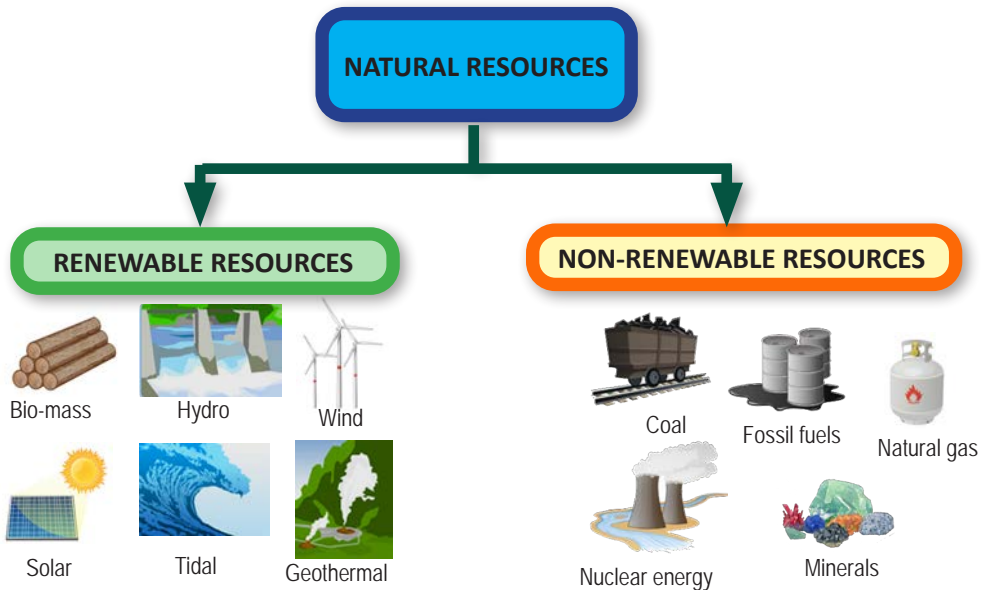 NATURAL RESOURCES
RENEWABLE RESOURCES
NON-RENEWABLE RESOURCES
Bio-mass
Hydro
Wind
Solar
Tidal
Geothermal
Coal
Fossil fuels
Natural gas
Nuclear energy
Minerals